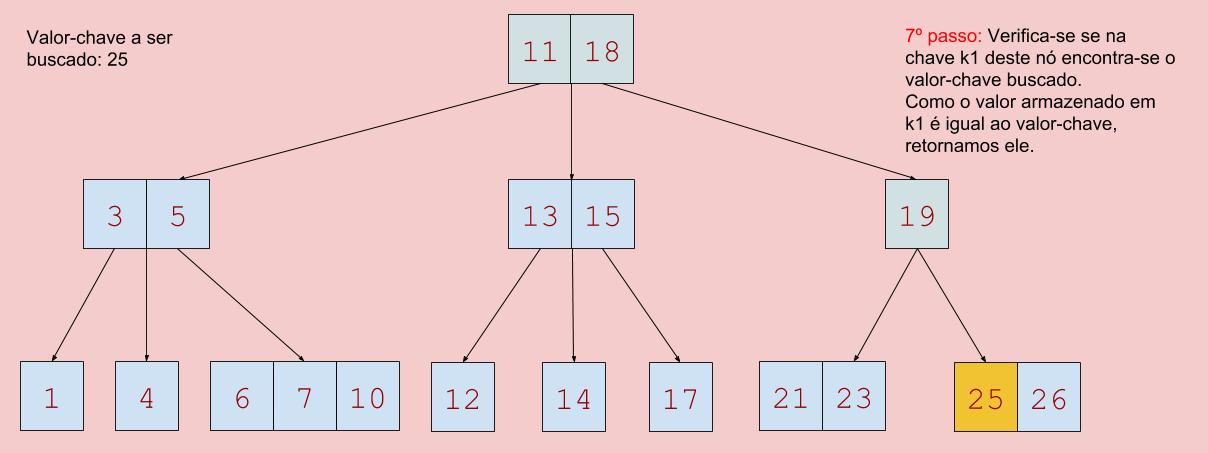 Valor-chave a ser
buscado: 25
11 18
7º passo: Verifica-se se na
chave k1 deste nó encontra-se o
valor-chave buscado.
Como o valor armazenado em
k1 é igual ao valor-chave,
retornamos ele.
3 5
13 15
19
1
4
6 7 10
12
14
17
21 23
25 26